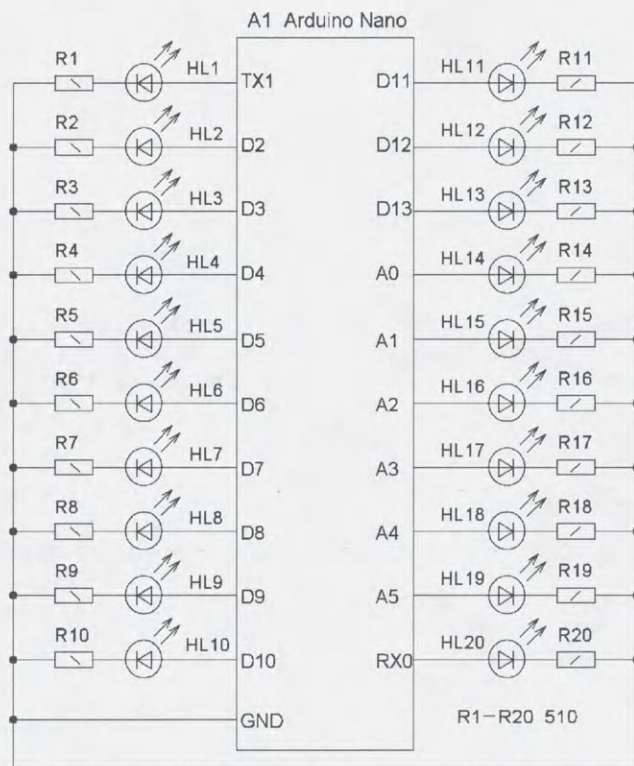 A1 Arduino Nano
R1 HL1 TX1 D11 HL11 R11
R2 HL2 D2 D12 HL12 R12
R3 HL3 D3 D13 HL13 R13
R4 HL4 D4 A0 HL14 R14
R5 HL5 D5 A1 HL15 R15
R6 HL6 D6 A2 HL16 R16
R7 HL7 D7 A3 HL17 R17
R8 HL8 D8 A4 HL18 R18
R9 HL9 D9 A5 HL19 R19
R10 HL10 D10 RX0 HL20 R20
GND R1-R20 510